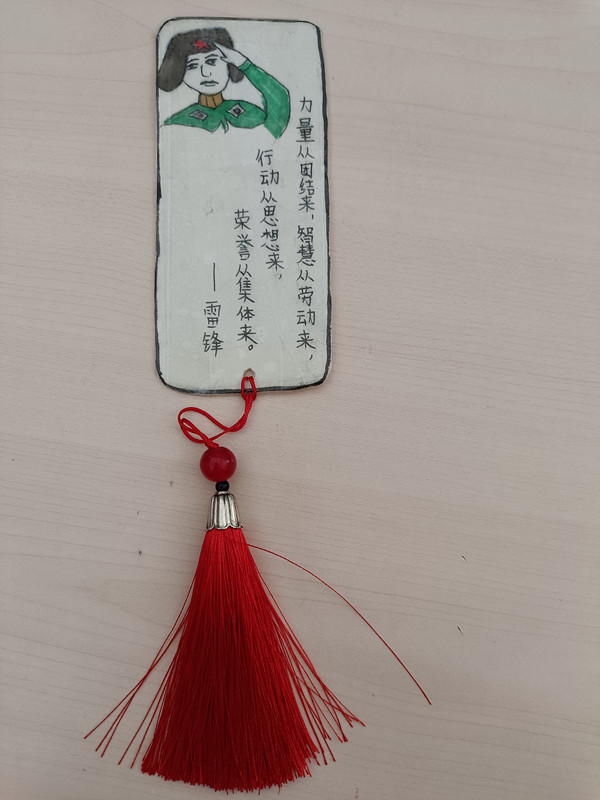 力量从团结来，智慧从劳动来，
行动从思想来，
荣誉从集体来。
—雷锋